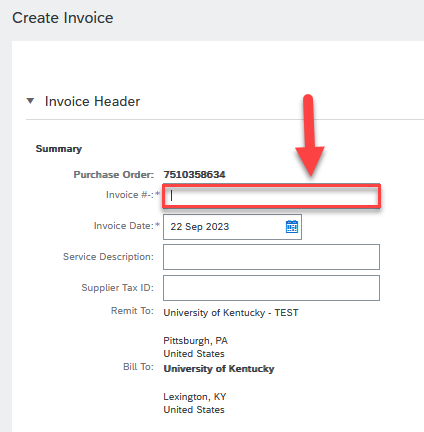 Create Invoice
Invoice Header
Summary
Purchase Order: 7510358634
Invoice #-:*
Invoice Date:* 22 Sep 2023
Service Description:
Supplier Tax ID:
Remit To: University of Kentucky - TEST
Pittsburgh, PA
United States
Bill To: University of Kentucky
Lexington, KY
United States